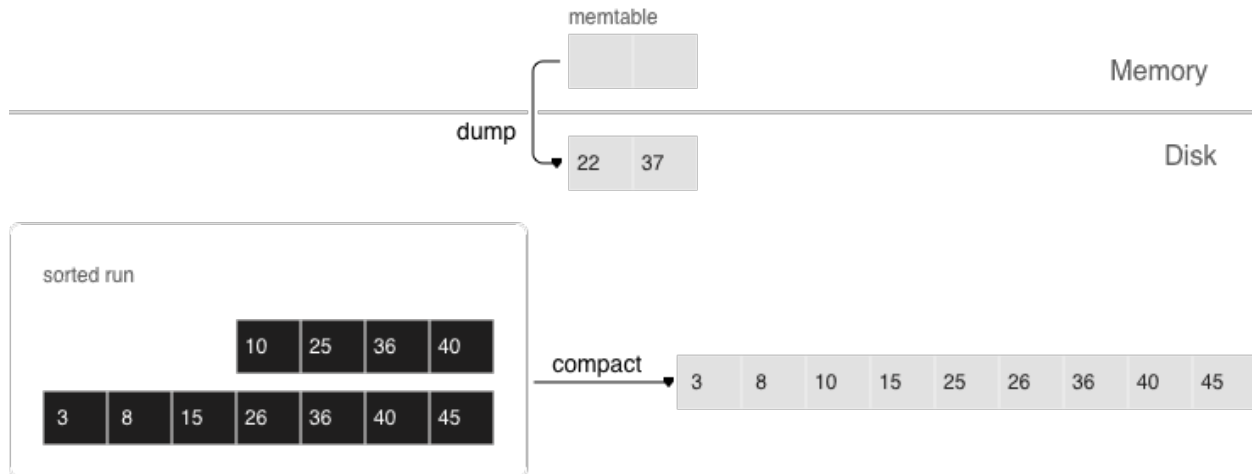 memtable
Memory
dump
Disk
22 37
sorted run
10 25 36 40
compact
3 8 10 15 25 26 36 40 45
3 8 15 26 36 40 45